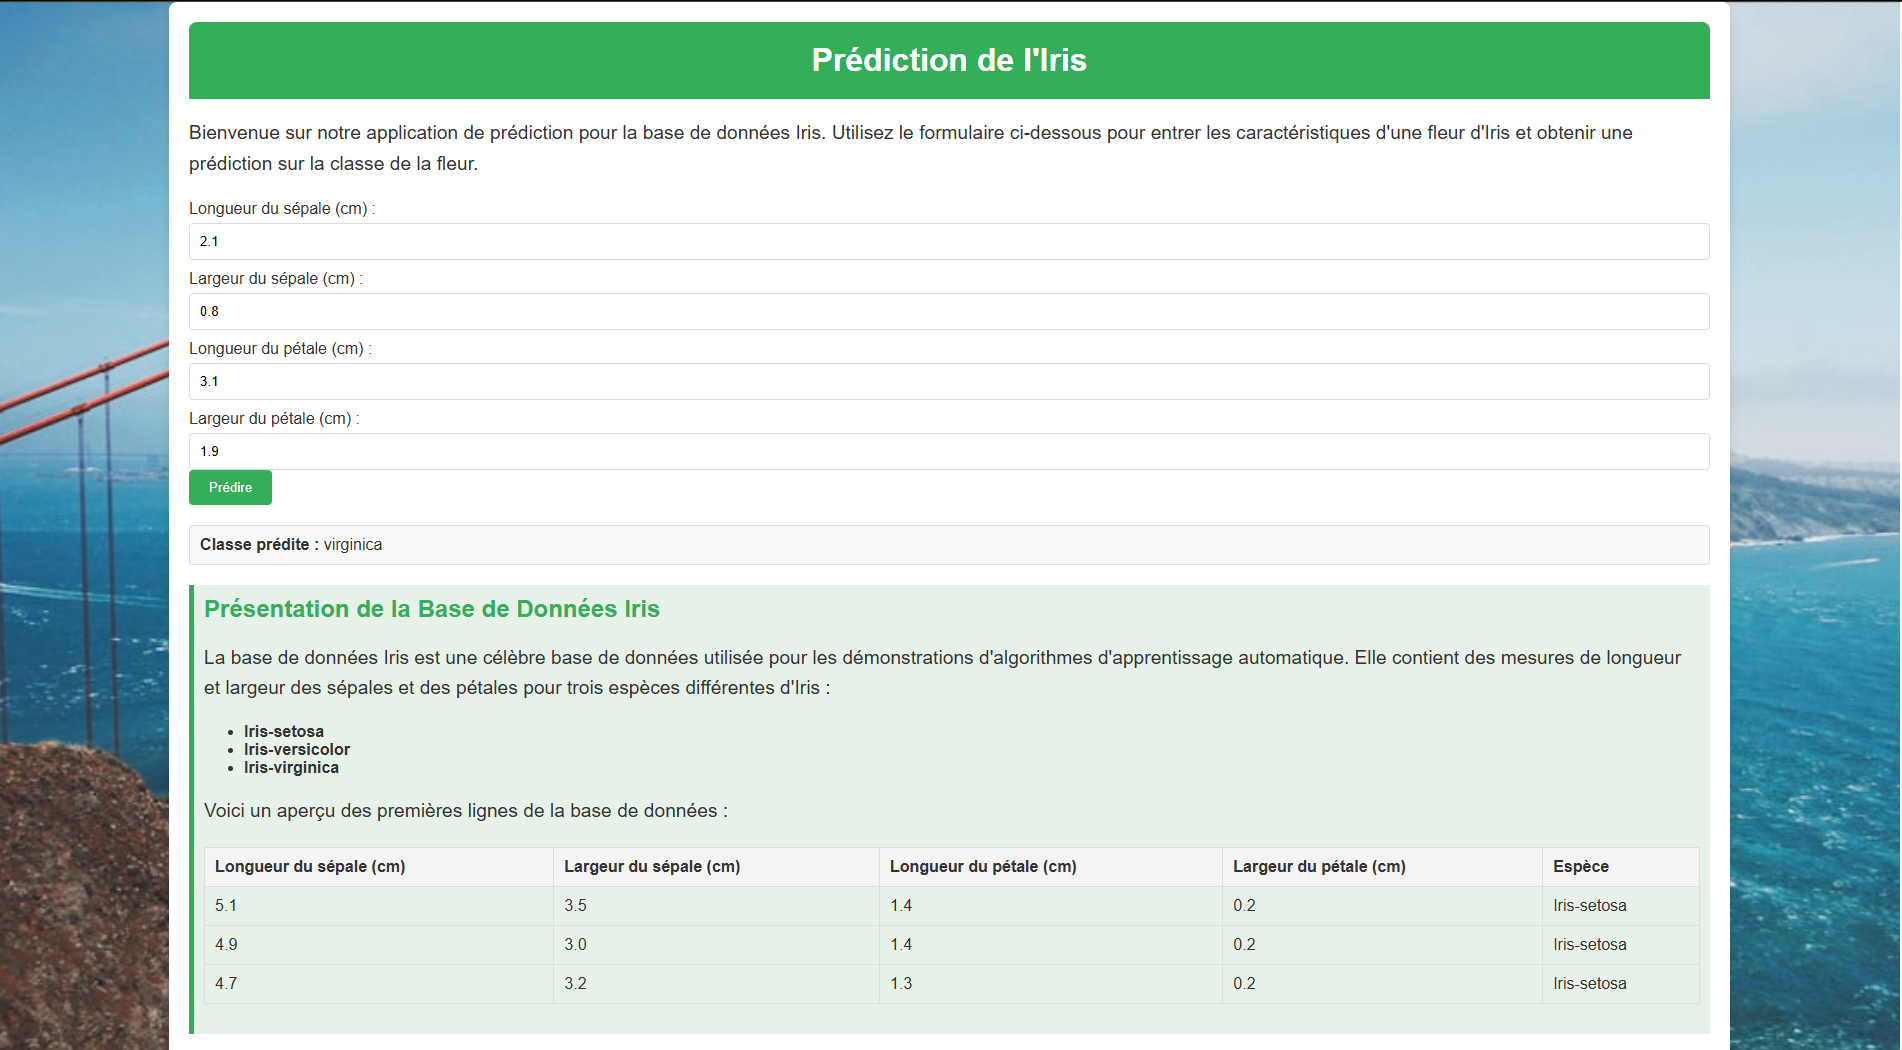 Prédiction de l'Iris
Bienvenue sur notre application de prédiction pour la base de données Iris. Utilisez le formulaire ci-dessous pour entrer les caractéristiques d'une fleur d'Iris et obtenir une
prédiction sur la classe de la fleur.
Longueur du sépale (cm) :
2.1
Largeur du sépale (cm) :
0.8
Longueur du pétale (cm) :
3.1
Largeur du pétale (cm) :
1.9
Prédire
Classe prédite : virginica
Présentation de la Base de Données Iris
La base de données Iris est une célèbre base de données utilisée pour les démonstrations d'algorithmes d'apprentissage automatique. Elle contient des mesures de longueur
et largeur des sépales et des pétales pour trois espèces différentes d'Iris :
• Iris-setosa
• Iris-versicolor
• Iris-virginica
Voici un aperçu des premières lignes de la base de données :
Longueur du sépale (cm) Largeur du sépale (cm) Longueur du pétale (cm) Largeur du pétale (cm) Espèce
5.1 3.5 1.4 0.2 Iris-setosa
4.9 3.0 1.4 0.2 Iris-setosa
4.7 3.2 1.3 0.2 Iris-setosa